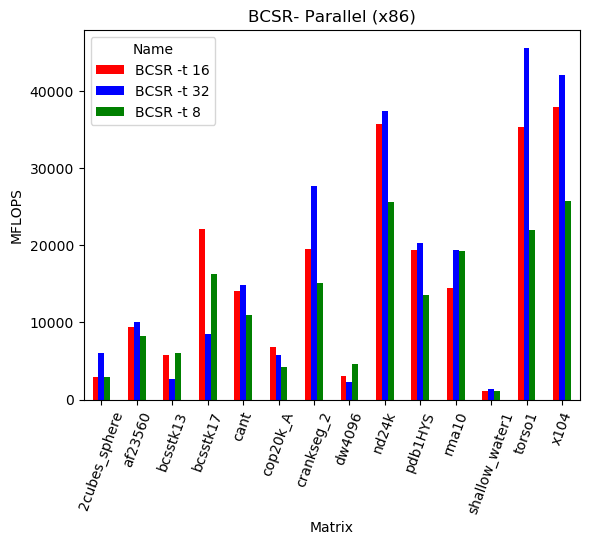 BCSR- Parallel (x86)
Name
BCSR -t 16
BCSR -t 32
BCSR -t 8
MFLOPS
40000
30000
20000
10000
0
2cubes_sphere
af23560
bcsstk13
bcsstk17
cant
cop20k_A
crankseg_2
dw4096
nd24k
pdb1HYS
rma10
shallow_water1
torso1
x104
Matrix